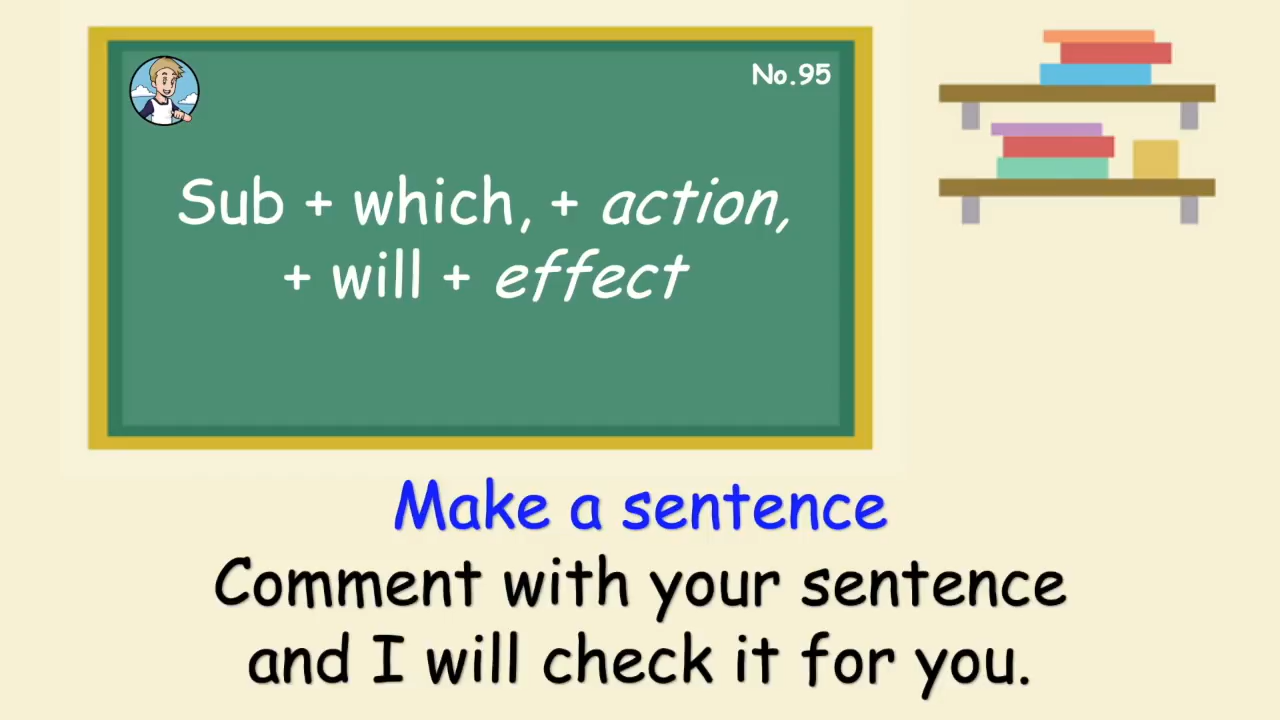 No.95
Sub + which, + action,
+ will + effect
Make a sentence
Comment with your sentence
and I will check it for you.